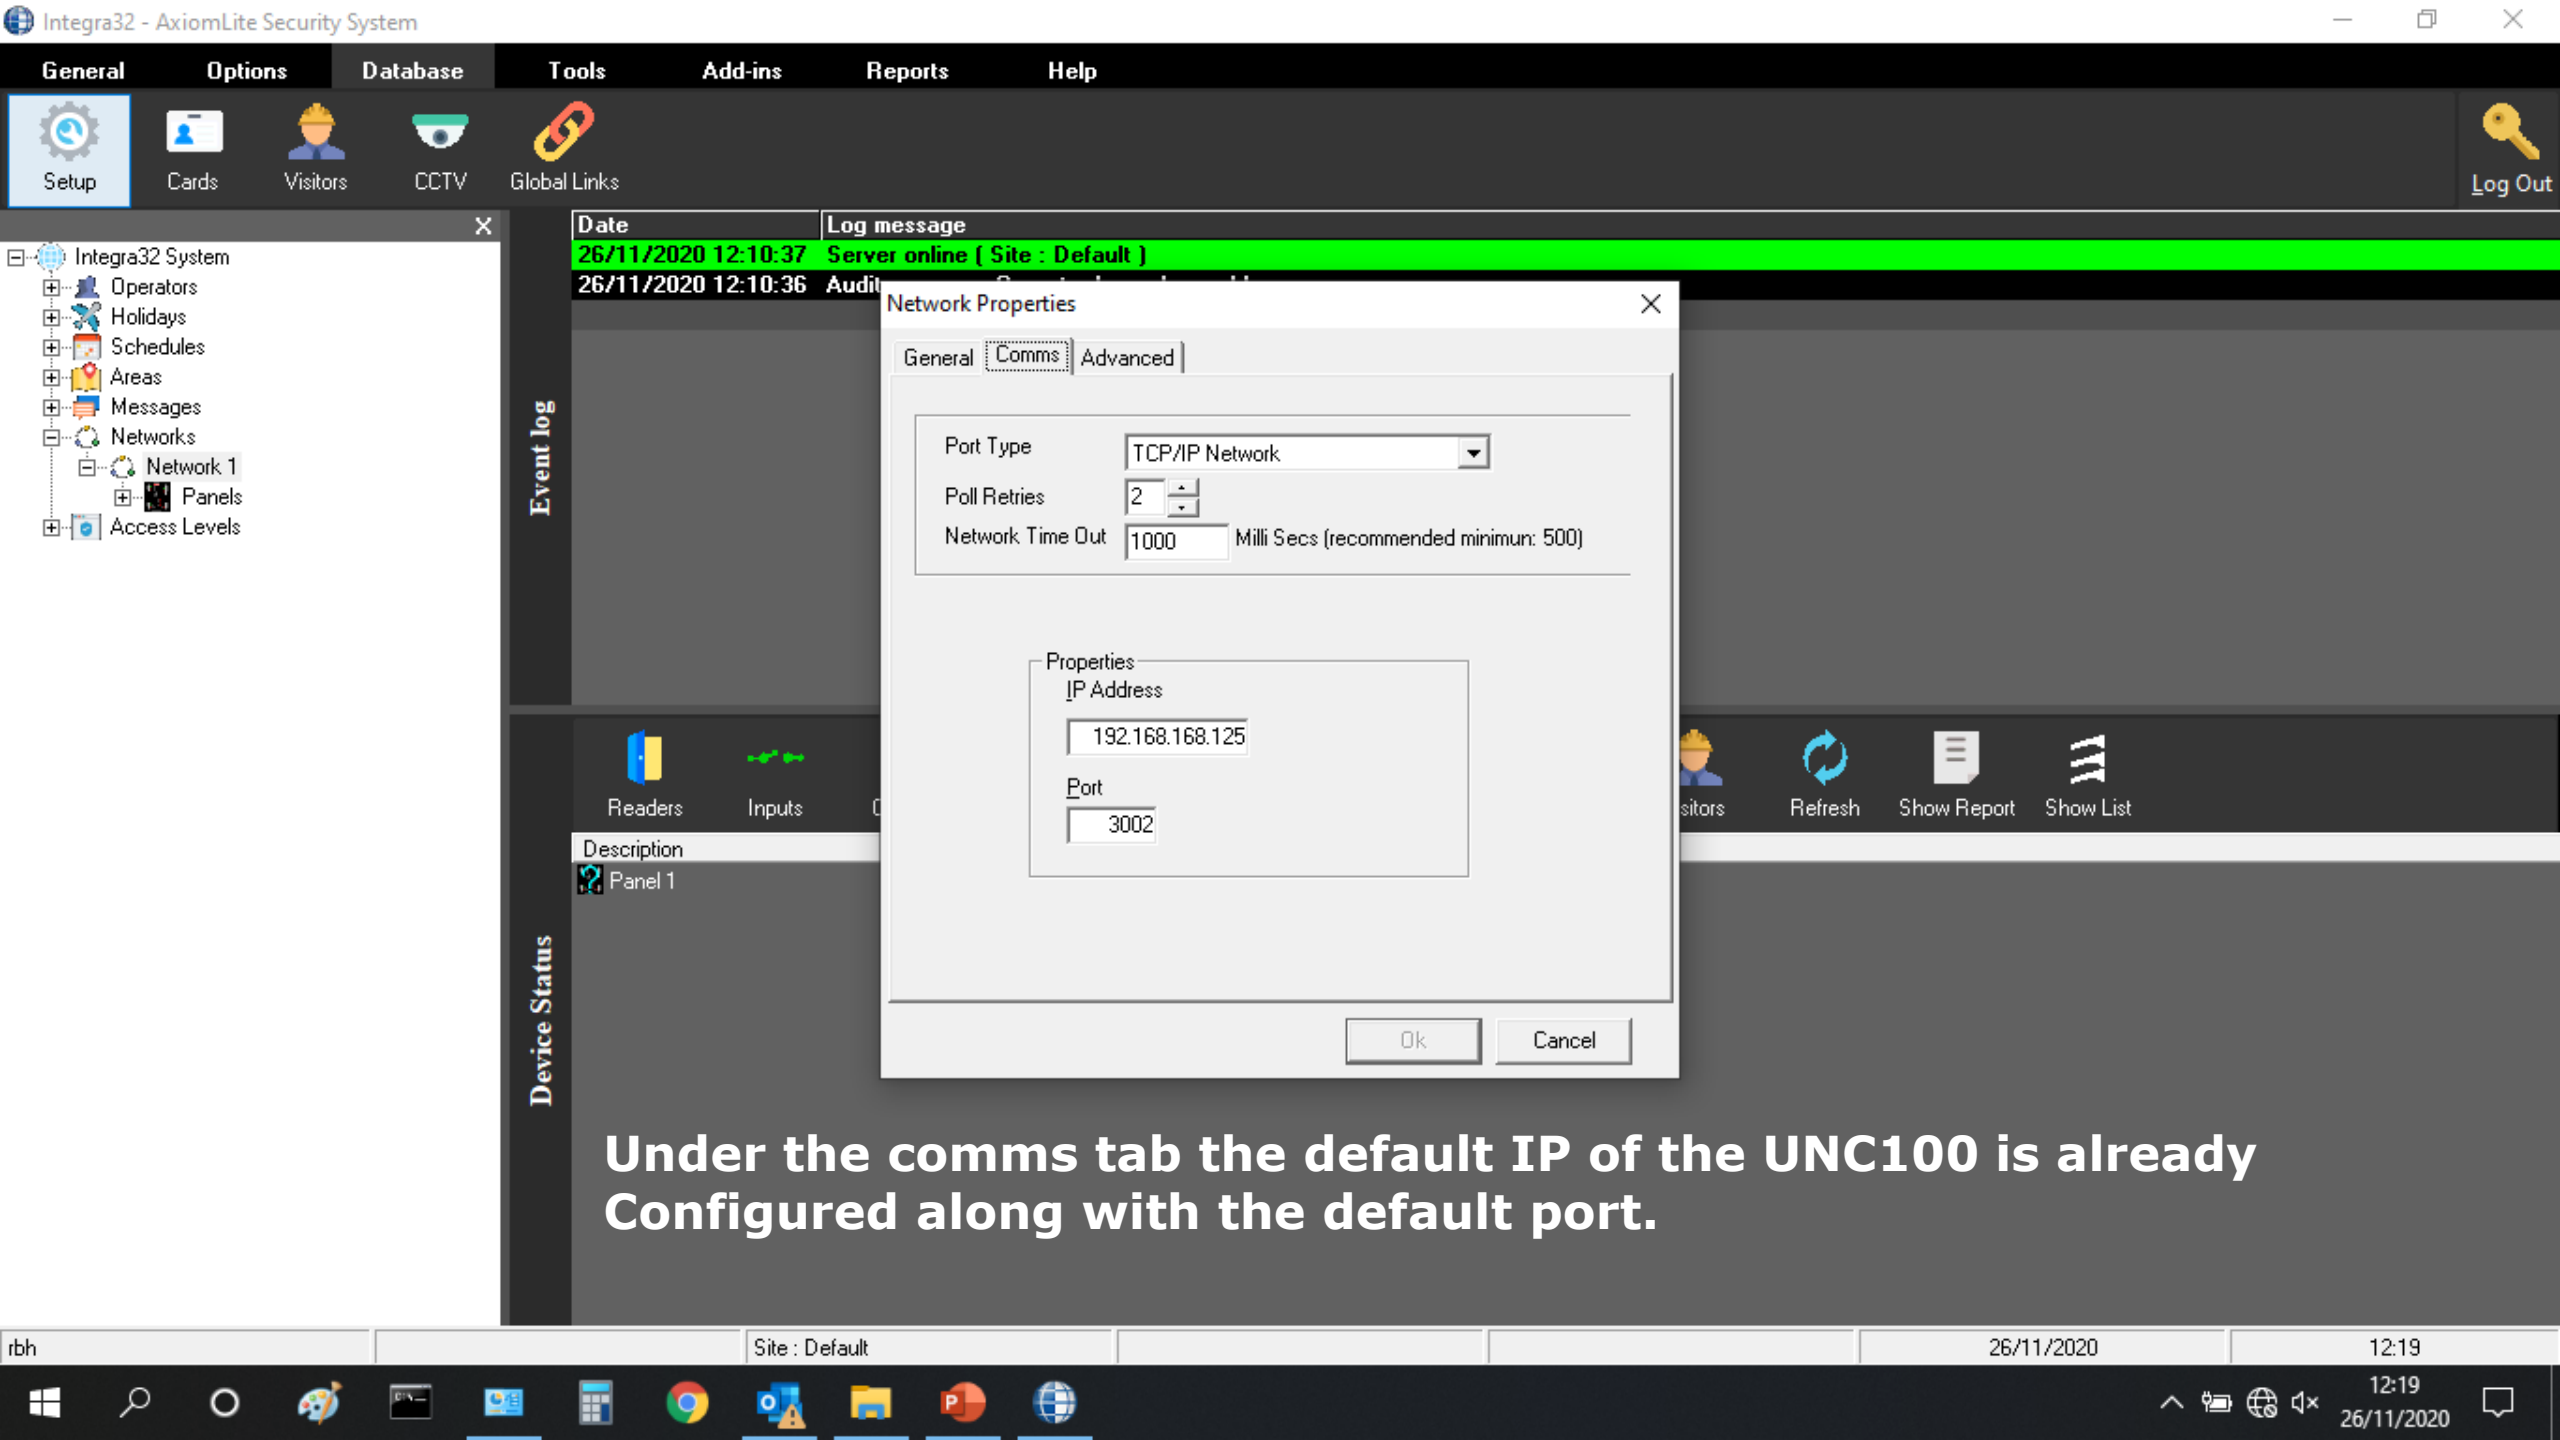 Integra32 - AxiomLite Security System
General Options Database Tools Add-ins Reports Help
Setup Cards Visitors CCTV Global Links Log Out
Integra32 System
Operators
Holidays
Schedules
Areas
Messages
Networks
Network 1
Panels
Access Levels
Event log
Date Log message
26/11/2020 12:10:37 Server online ( Site : Default )
26/11/2020 12:10:36 Audit
Network Properties
General Comms Advanced
Port Type TCP/IP Network
Poll Retries 2
Network Time Out 1000 Milli Secs (recommended minimun: 500)
Properties
IP Address
192.168.168.125
Port
3002
Ok Cancel
Readers Inputs sitors Refresh Show Report Show List
Device Status
Description
Panel 1
Under the comms tab the default IP of the UNC100 is already
Configured along with the default port.
rbh Site : Default 26/11/2020 12:19
12:19
26/11/2020